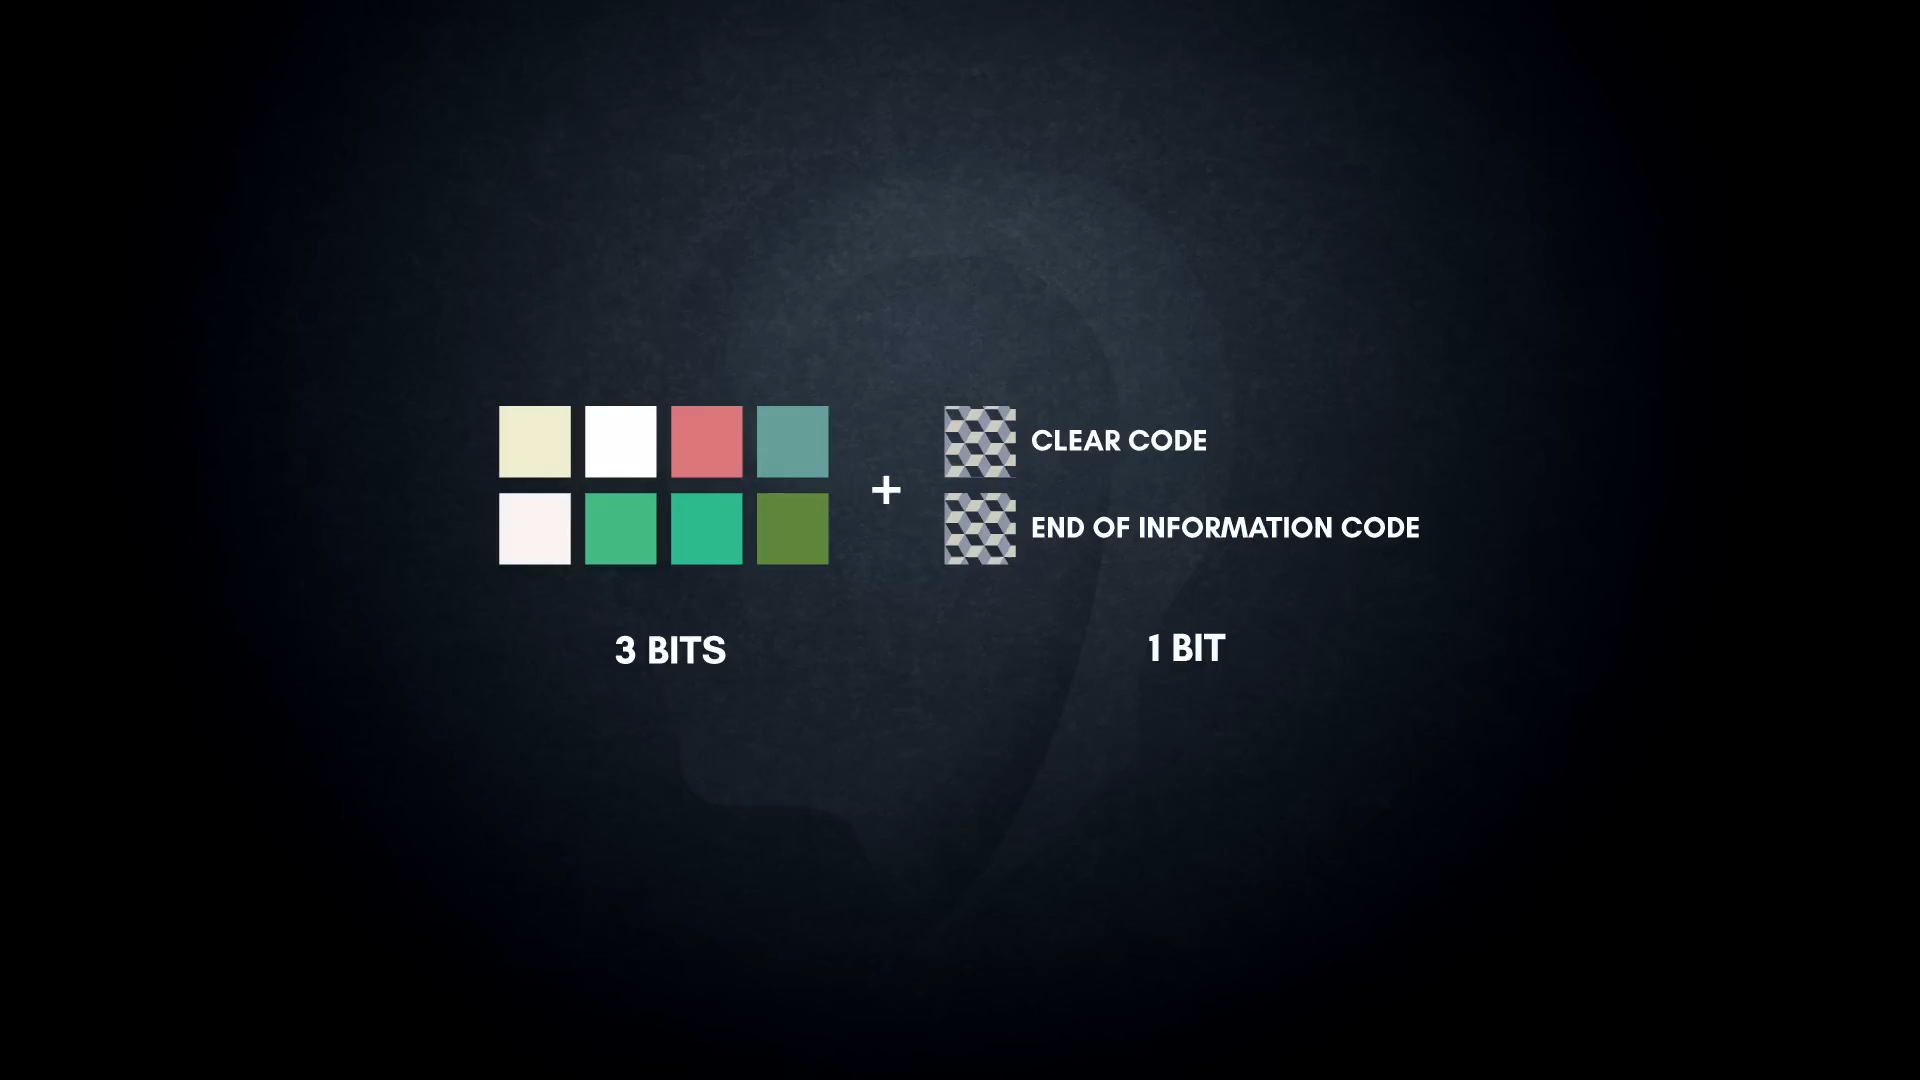 +
CLEAR CODE
END OF INFORMATION CODE
3 BITS
1 BIT